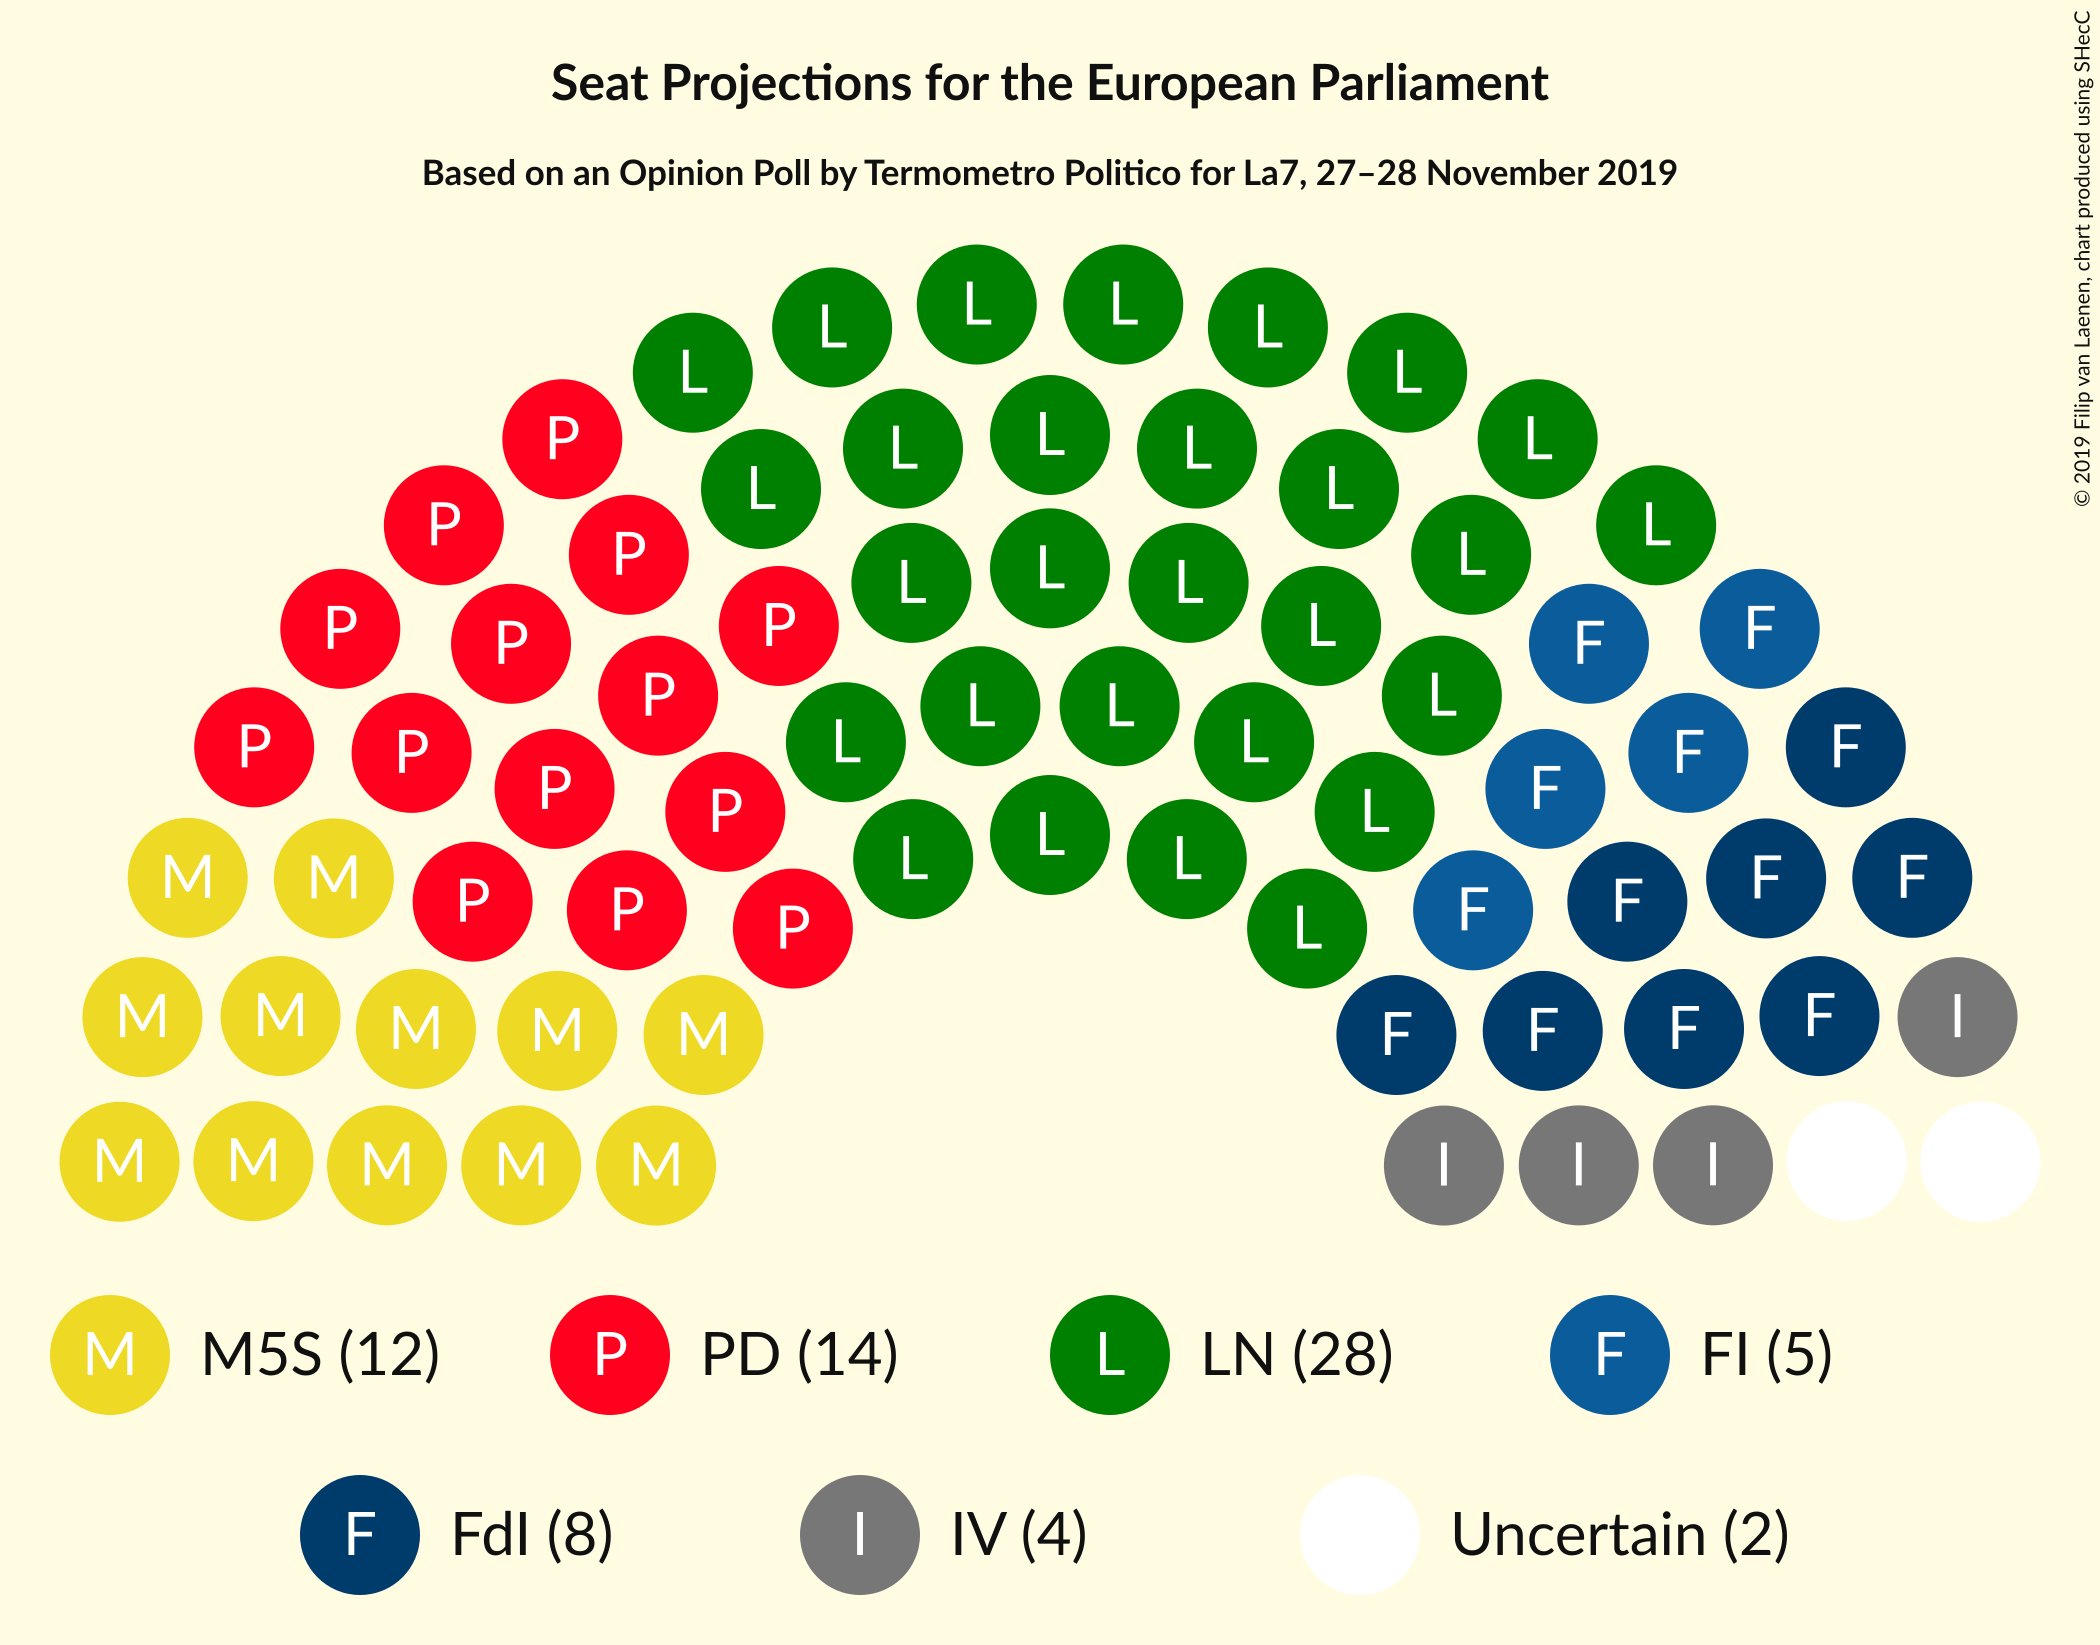 Seat Projections for the European Parliament
Based on an Opinion Poll by Termometro Politico for La7, 27–28 November 2019
© 2019 Filip van Laenen, chart produced using SHecC
L L L L
L L
P L L L L
P L L L
P L L
P L L L F F
P P L L
P P L L L L F F
P P L L F
M M P P P L L L L F F F F
M M M M M F F F F I
M M M M M I I I
M M5S (12) P PD (14) L LN (28) F FI (5)
F FdI (8) I IV (4) Uncertain (2)